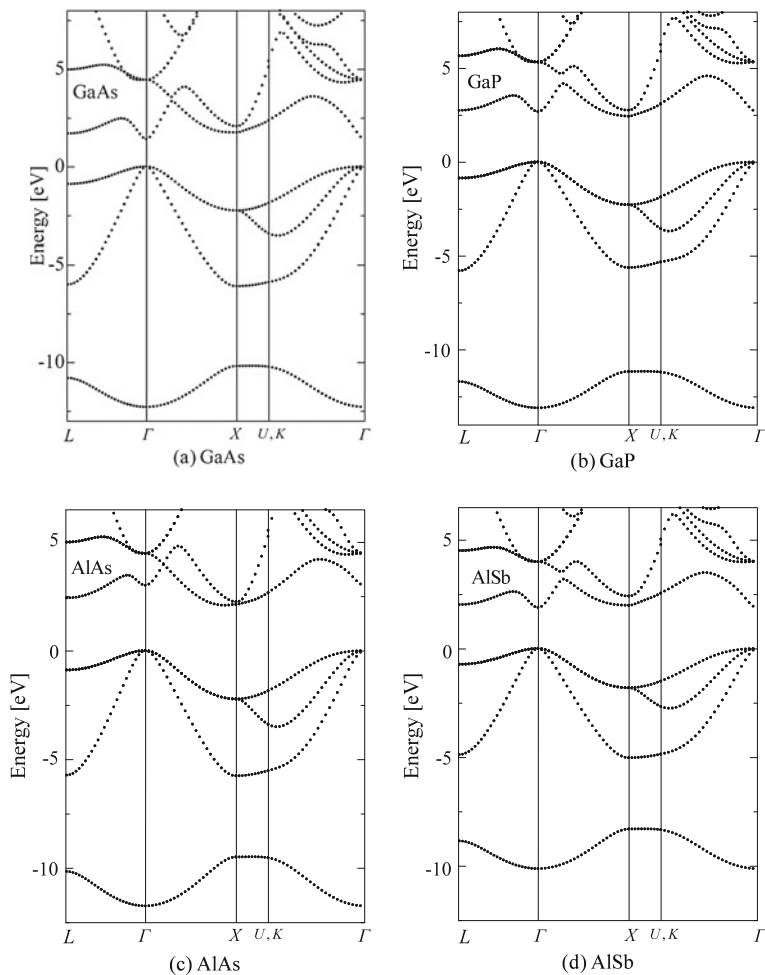 GaAs
5
0
-5
-10
Energy [eV]
L Γ X U, K Γ
(a) GaAs
GaP
5
0
-5
-10
Energy [eV]
L Γ X U, K Γ
(b) GaP
AlAs
5
0
-5
-10
Energy [eV]
L Γ X U, K Γ
(c) AlAs
AlSb
5
0
-5
-10
Energy [eV]
L Γ X U, K Γ
(d) AlSb